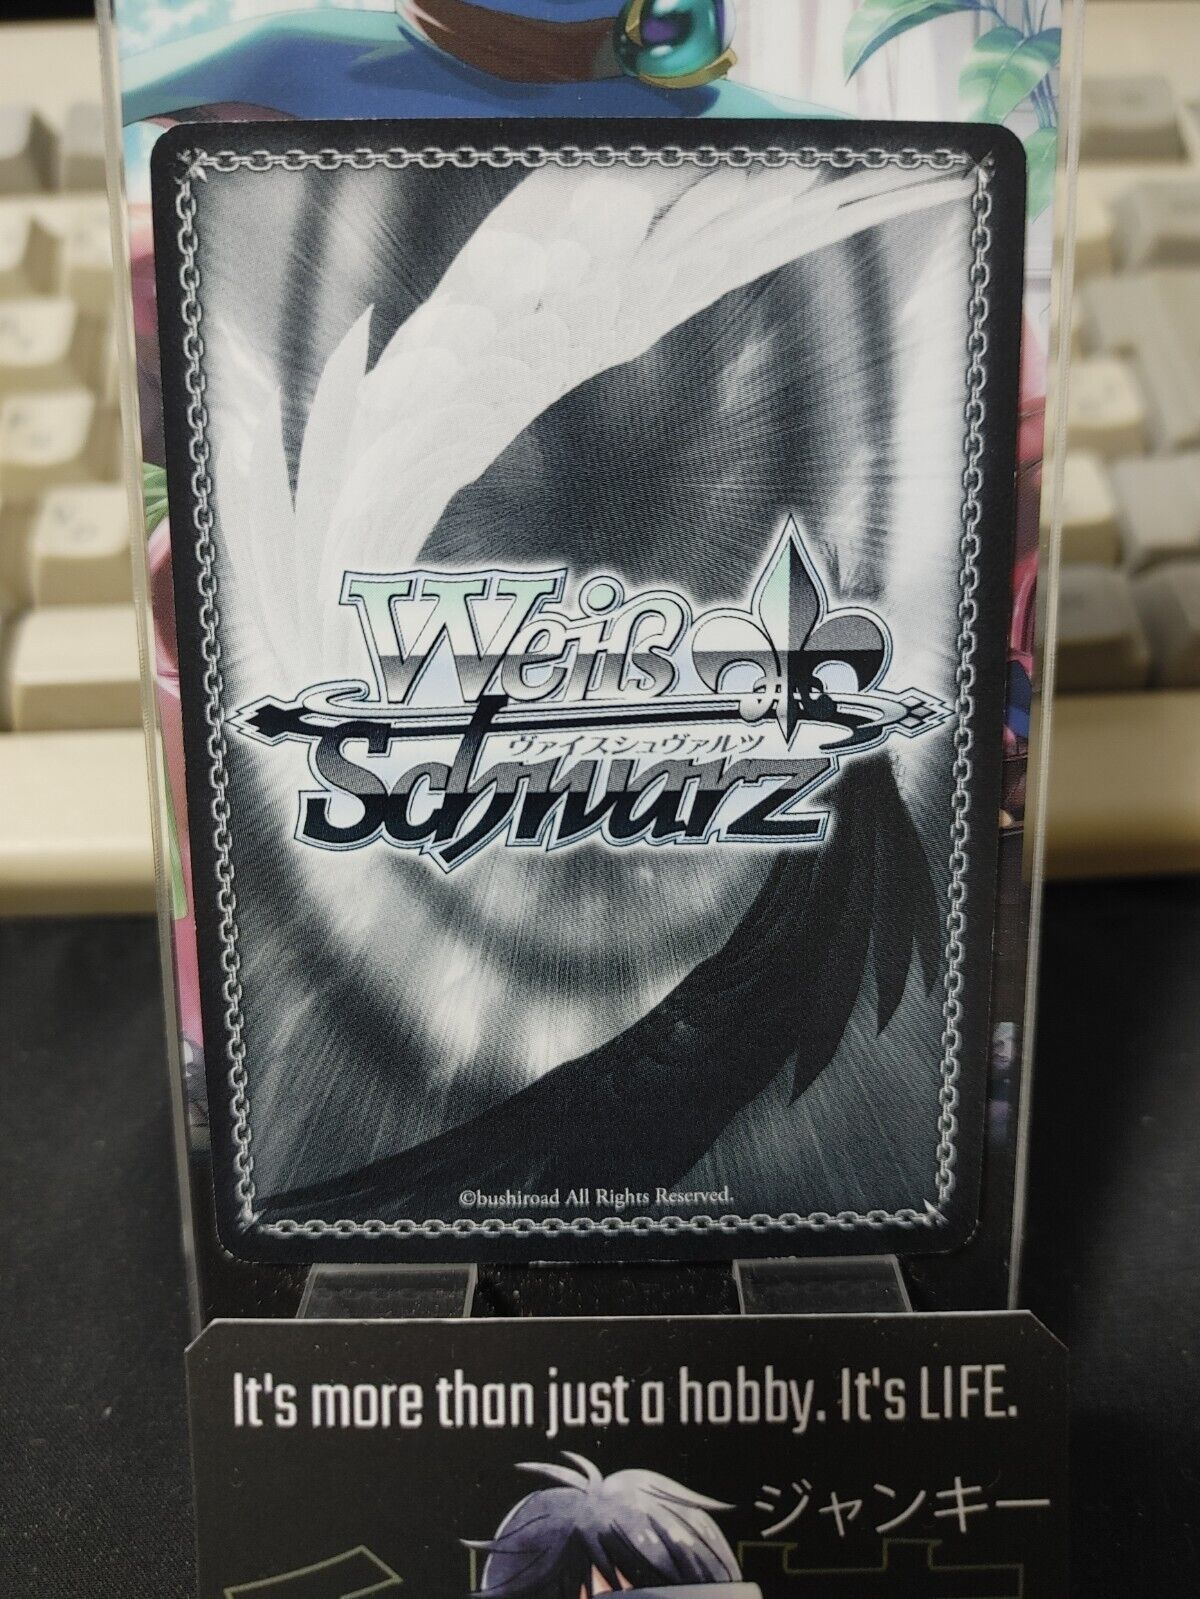 Weiß
ヴァイスシュヴァルツ
Schwarz
©bushiroad All Rights Reserved.
It's more than just a hobby. It's LIFE.
ジャンキー